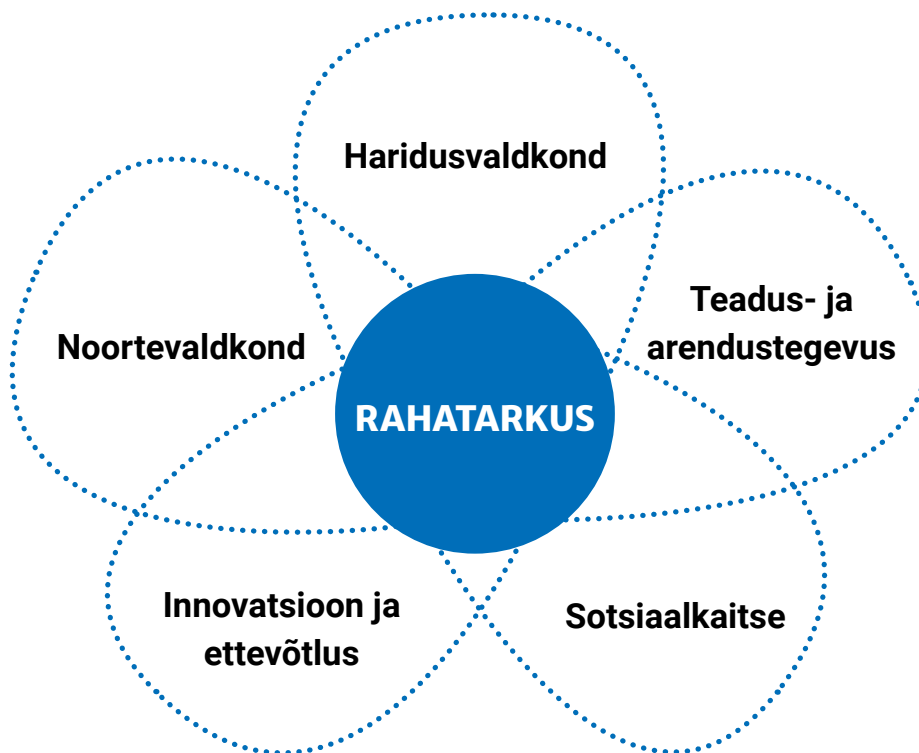 Haridusvaldkond
Teadus- ja
arendustegevus
Noortevaldkond
RAHATARKUS
Innovatsioon ja
ettevõtlus
Sotsiaalkaitse